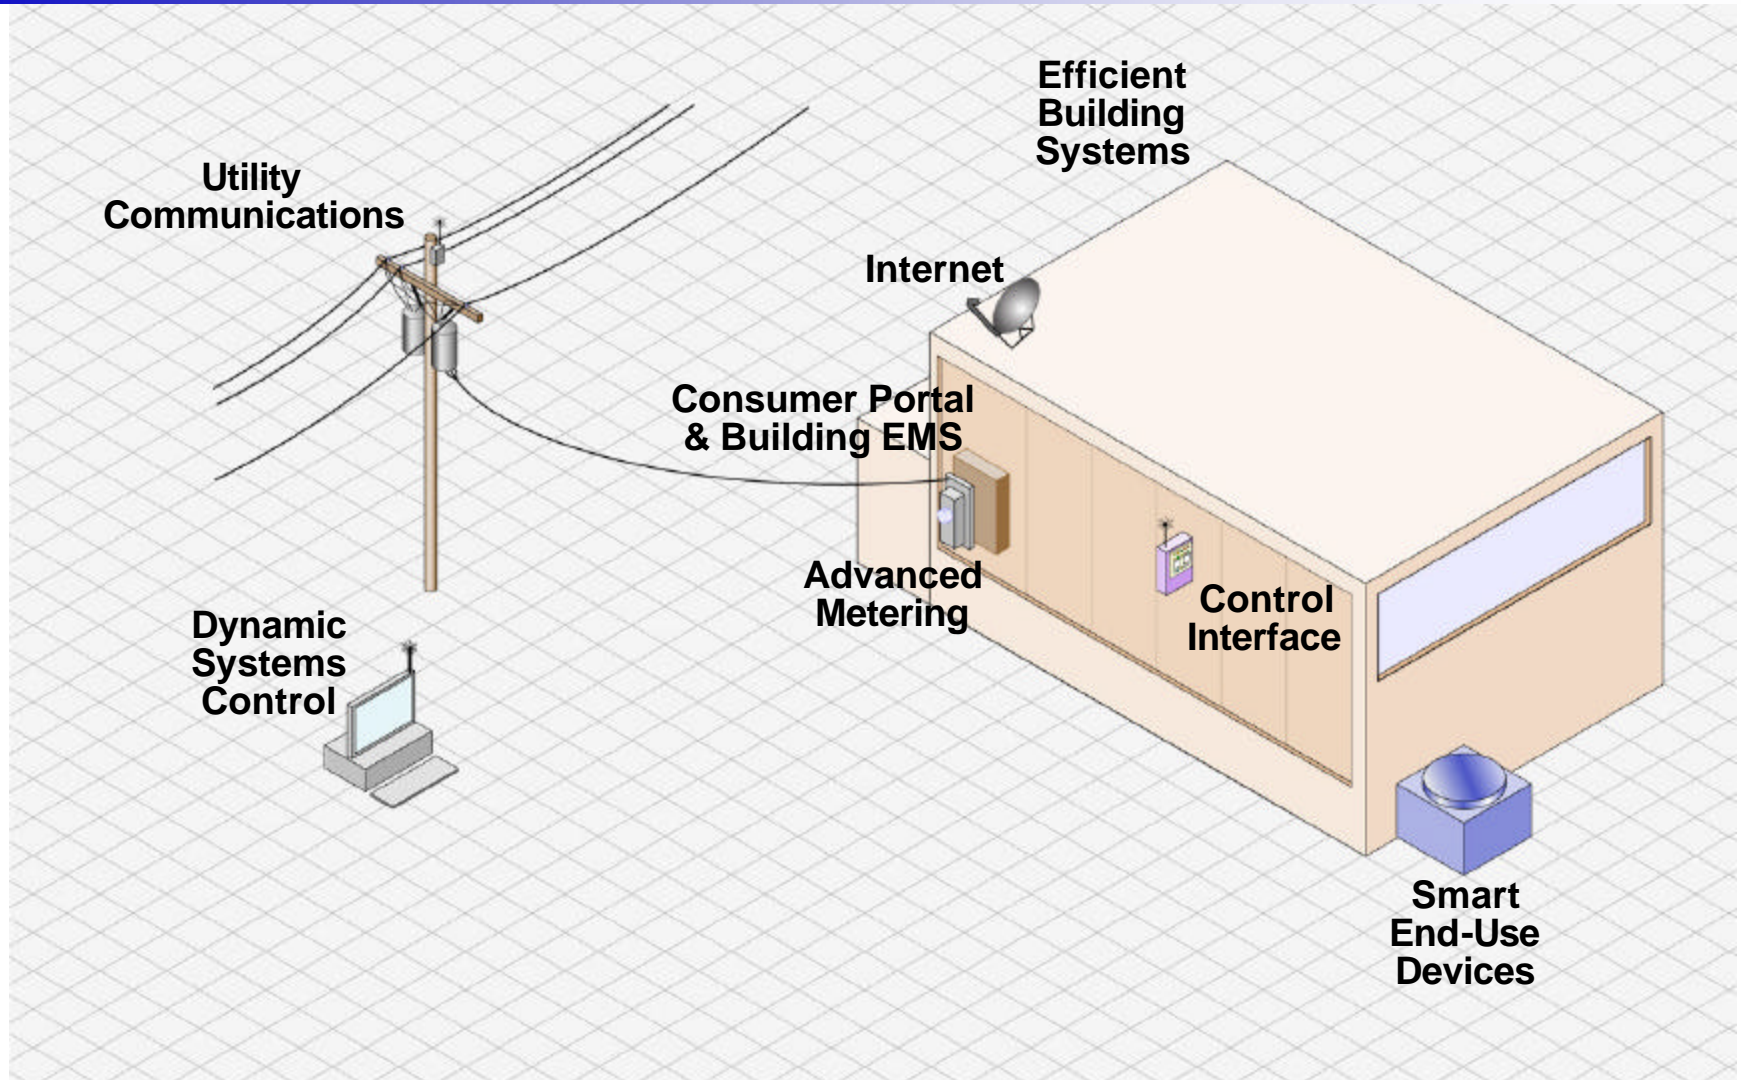 Efficient
Building
Systems
Utility
Communications
Internet
Consumer Portal
& Building EMS
Advanced
Metering
Control
Interface
Dynamic
Systems
Control
Smart
End-Use
Devices